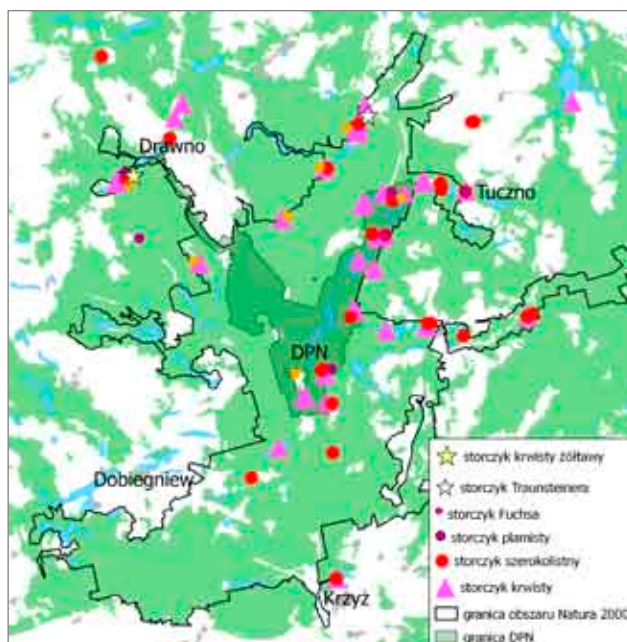 Drawno
Tuczno
DPN
Dobiegniew
Krzyż
storczyk krwisty żółtawy
storczyk Traunsteinera
storczyk Fuchsa
storczyk plamisty
storczyk szerokolistny
storczyk krwisty
granica obszaru Natura 2000
granica DPN